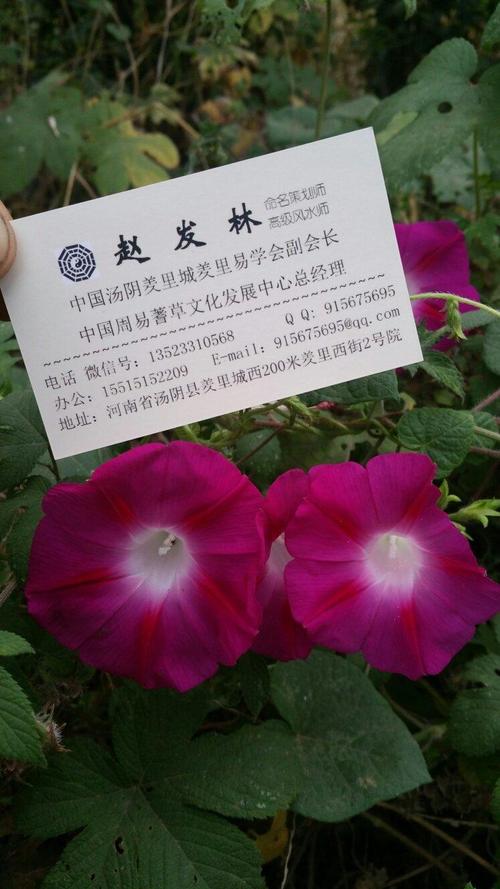 赵发林 命名策划师
高级风水师
中国汤阴羑里城羑里易学会副会长
中国周易蓍草文化发展中心总经理
电话 微信号：13523310568 QQ：915675695
办公：15515152209 E-mail：915675695@qq.com
地址：河南省汤阴县羑里城西200米羑里西街2号院